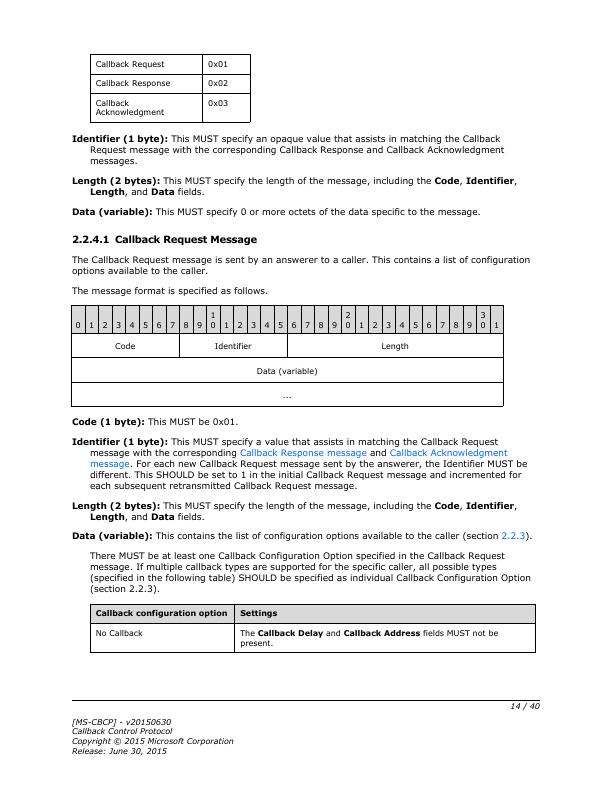 Callback Request 0x01
Callback Response 0x02
Callback 0x03
Acknowledgment
Identifier (1 byte): This MUST specify an opaque value that assists in matching the Callback
Request message with the corresponding Callback Response and Callback Acknowledgment
messages.
Length (2 bytes): This MUST specify the length of the message, including the Code, Identifier,
Length, and Data fields.
Data (variable): This MUST specify 0 or more octets of the data specific to the message.
2.2.4.1 Callback Request Message
The Callback Request message is sent by an answerer to a caller. This contains a list of configuration
options available to the caller.
The message format is specified as follows.
0 1 2 3 4 5 6 7 8 9 10 1 2 3 4 5 6 7 8 9 20 1 2 3 4 5 6 7 8 9 30 1
Code Identifier Length
Data (variable)
...
Code (1 byte): This MUST be 0x01.
Identifier (1 byte): This MUST specify a value that assists in matching the Callback Request
message with the corresponding Callback Response message and Callback Acknowledgment
message. For each new Callback Request message sent by the answerer, the Identifier MUST be
different. This SHOULD be set to 1 in the initial Callback Request message and incremented for
each subsequent retransmitted Callback Request message.
Length (2 bytes): This MUST specify the length of the message, including the Code, Identifier,
Length, and Data fields.
Data (variable): This contains the list of configuration options available to the caller (section 2.2.3).
There MUST be at least one Callback Configuration Option specified in the Callback Request
message. If multiple callback types are supported for the specific caller, all possible types
(specified in the following table) SHOULD be specified as individual Callback Configuration Option
(section 2.2.3).
Callback configuration option Settings
No Callback The Callback Delay and Callback Address fields MUST not be
present.
14 / 40
[MS-CBCP] - v20150630
Callback Control Protocol
Copyright © 2015 Microsoft Corporation
Release: June 30, 2015